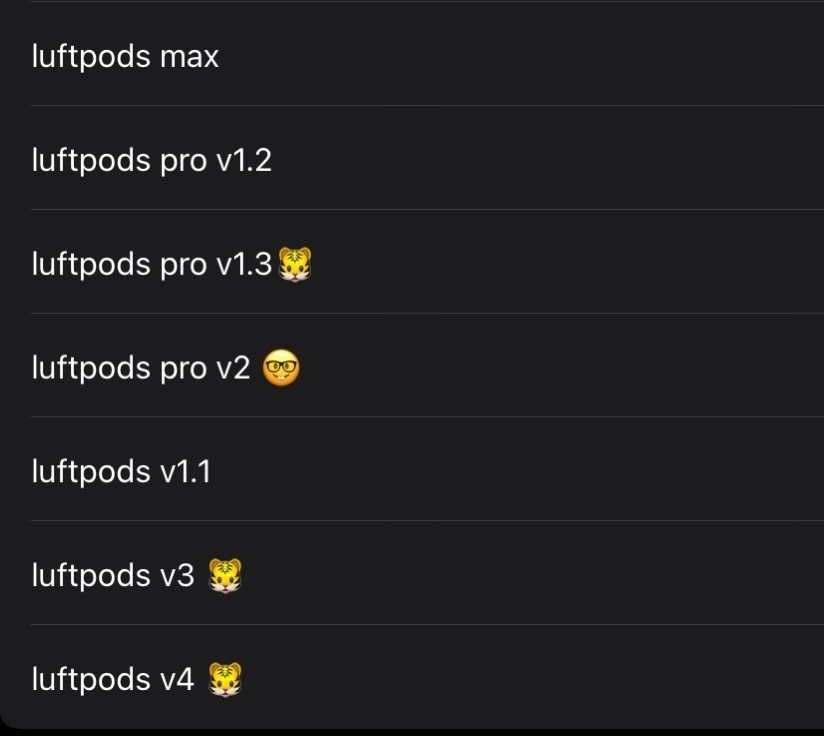 luftpods max
luftpods pro v1.2
luftpods pro v1.3🐯
luftpods pro v2 🤓
luftpods v1.1
luftpods v3 🐯
luftpods v4 🐯